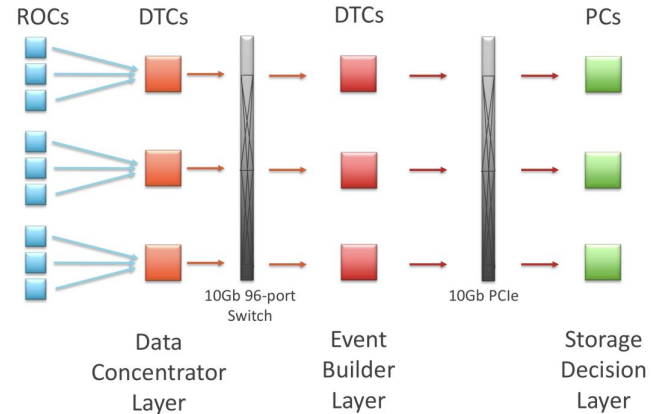 ROCs
DTCs
DTCs
PCs
10Gb 96-port
Switch
10Gb PCIe
Data
Concentrator
Layer
Event
Builder
Layer
Storage
Decision
Layer